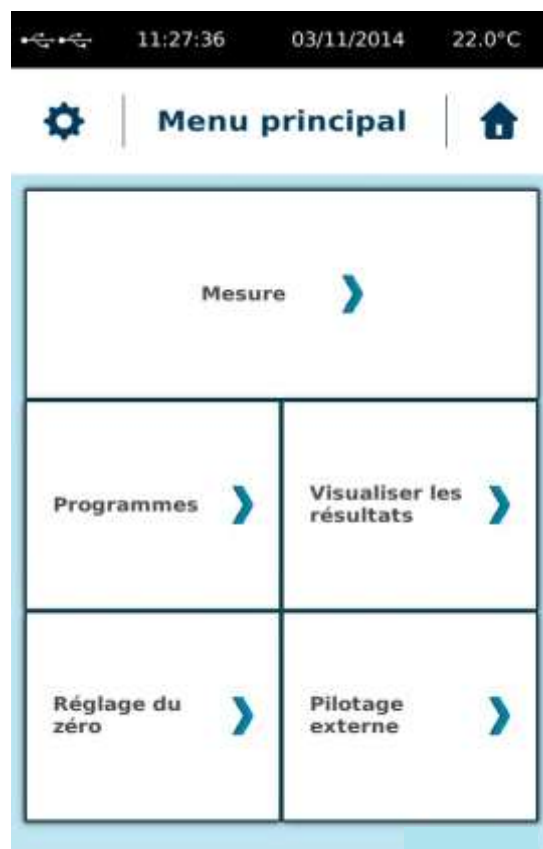 11:27:36 03/11/2014 22.0°C
Menu principal
Mesure
Programmes
Visualiser les
résultats
Réglage du
zéro
Pilotage
externe